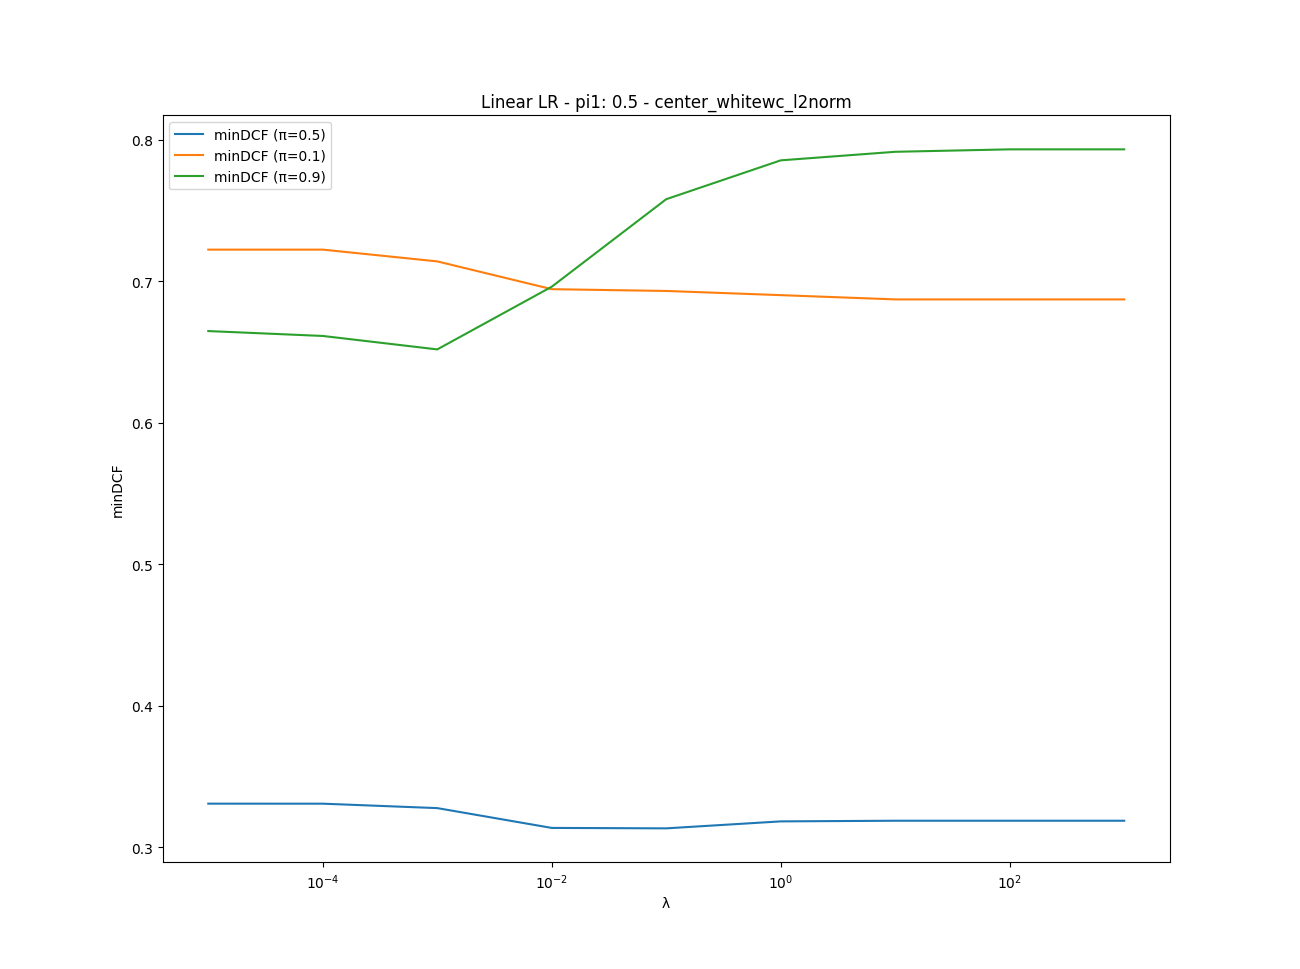 Linear LR - pi1: 0.5 - center_whitewc_l2norm
minDCF (π=0.5)
minDCF (π=0.1)
minDCF (π=0.9)
0.8
0.7
0.6
0.5
0.4
0.3
minDCF
10⁻⁴
10⁻²
10⁰
10²
λ